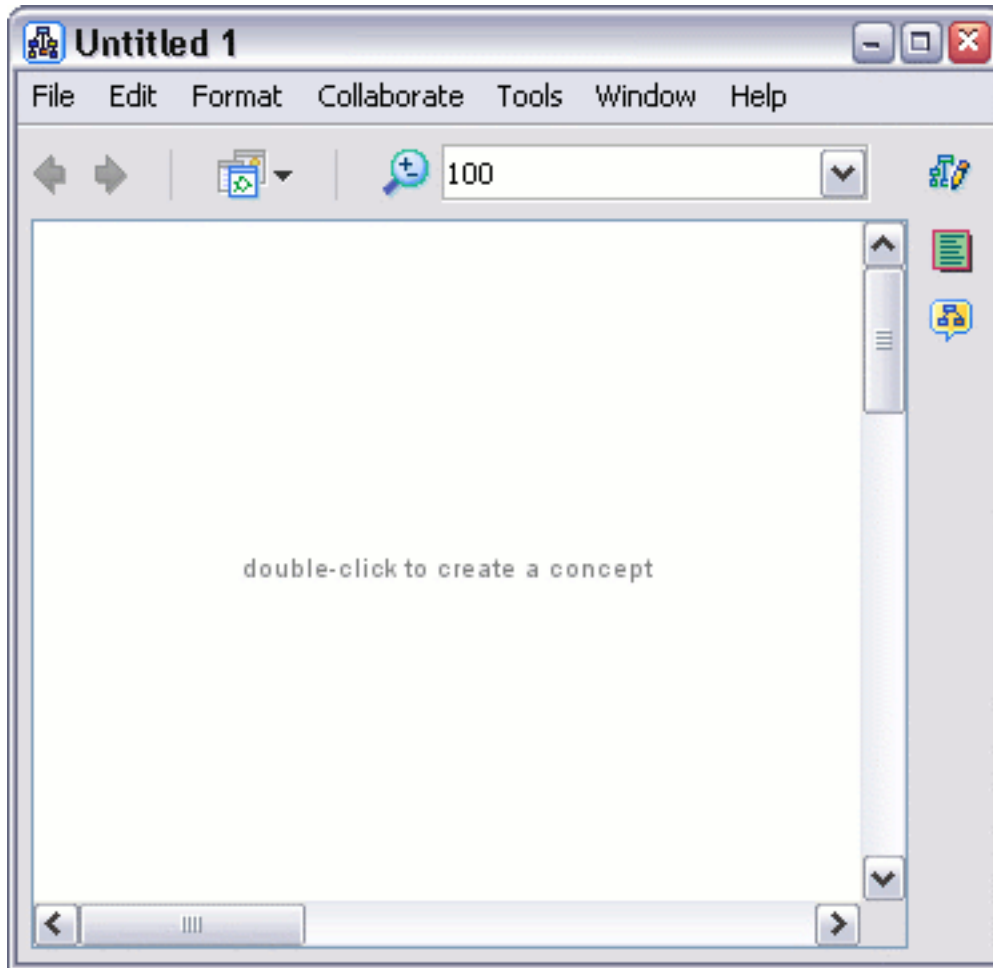 Untitled 1
File Edit Format Collaborate Tools Window Help
100
double-click to create a concept